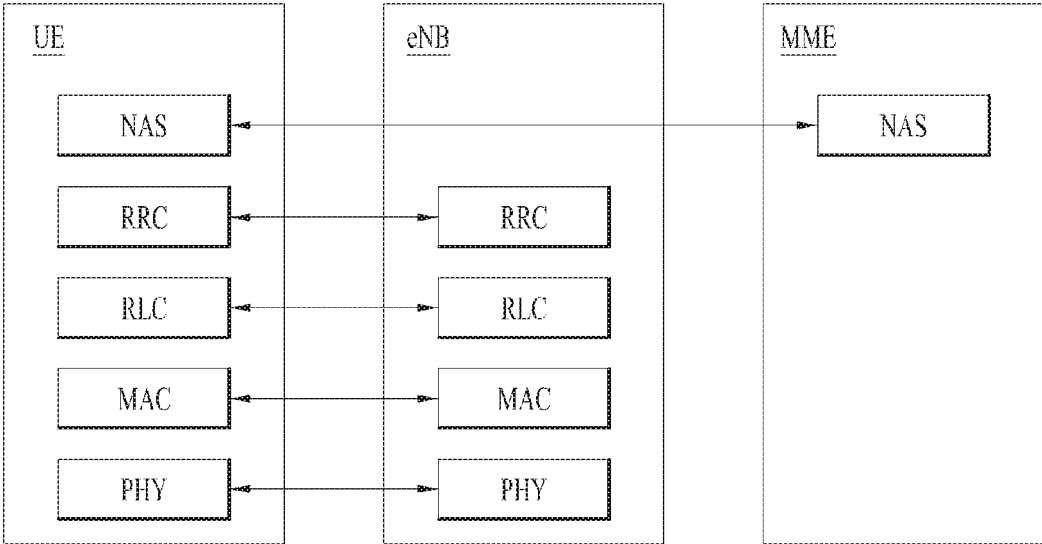 UE eNB MME
NAS NAS
RRC RRC
RLC RLC
MAC MAC
PHY PHY